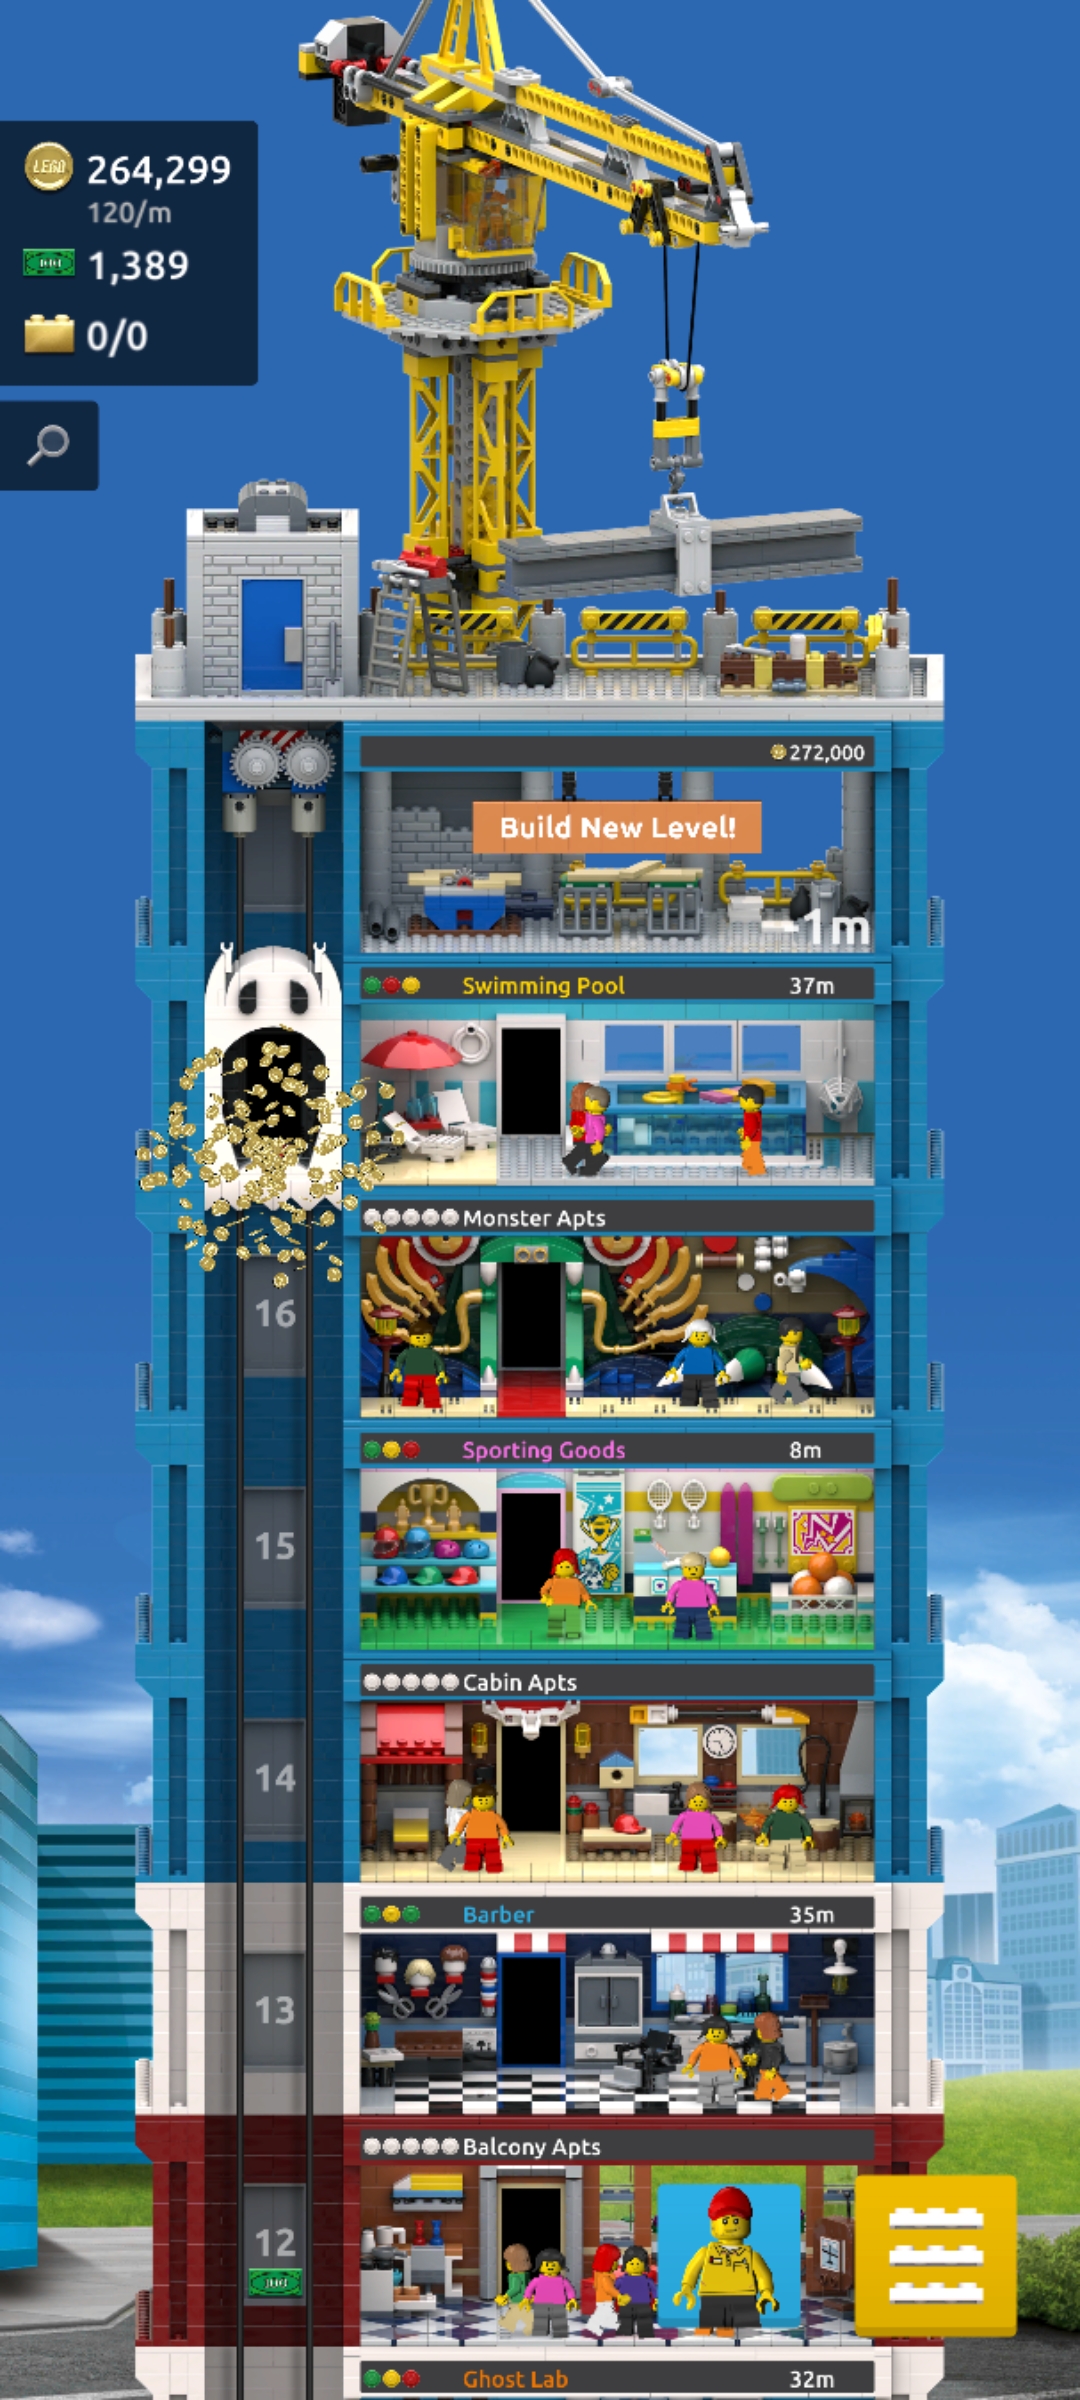 LEGO 264,299
120/m
1,389
0/0
272,000
Build New Level!
-1m
Swimming Pool 37m
Monster Apts
16
Sporting Goods 8m
15
Cabin Apts
14
Barber 35m
13
Balcony Apts
12
Ghost Lab 32m